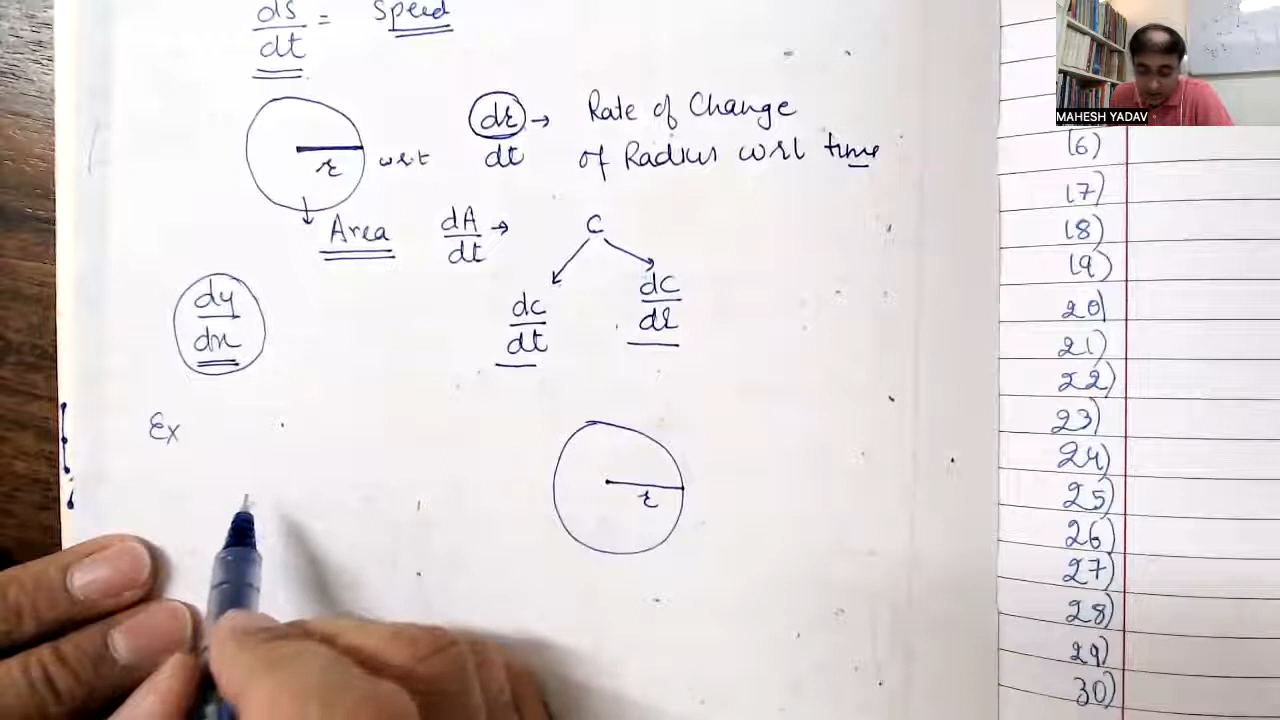 ds
dt = Speed
MAHESH YADAV
r wrt
dr → Rate of Change
dt of Radius wrt time
Area
dA →
dt
C
dc
dt
dC
dr
dy
dx
Ex
r
16)
17)
18)
19)
20)
21)
22)
23)
24)
25)
26)
27)
28)
29)
30)